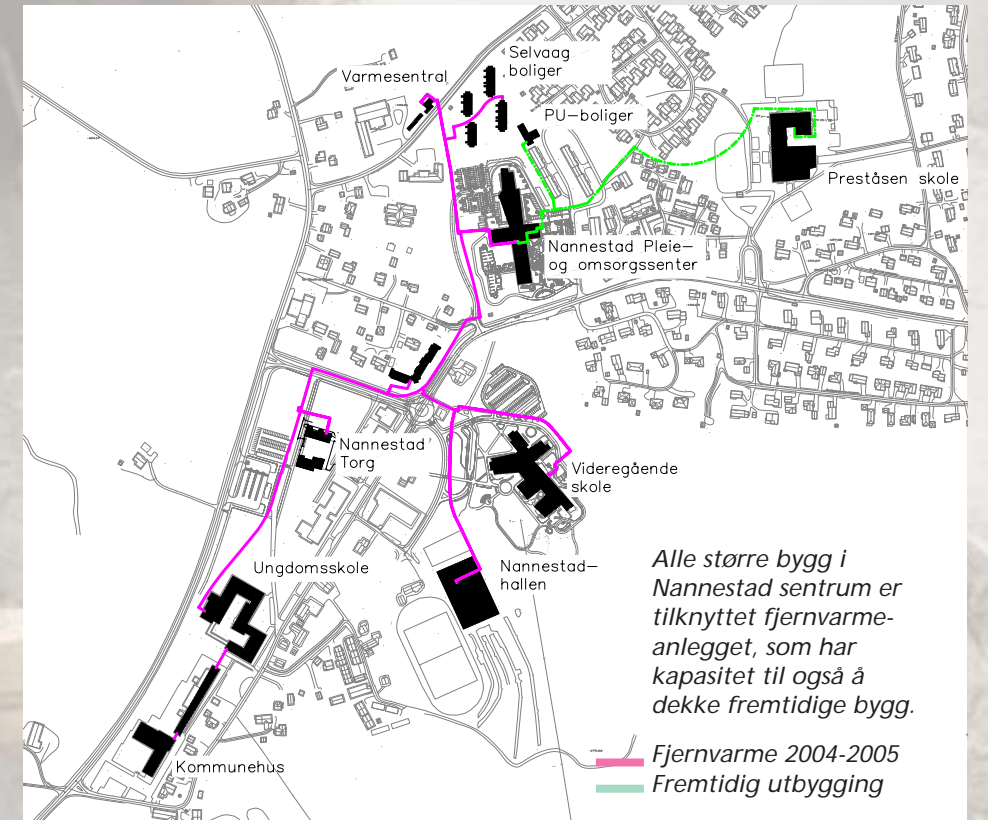 Selvaag
boliger
Varmesentral
PU-boliger
Preståsen skole
Nannestad Pleie-
og omsorgssenter
Nannestad
Torg
Videregående
skole
Ungdomsskole
Nannestad-
hallen
Kommunehus
Alle større bygg i
Nannestad sentrum er
tilknyttet fjernvarme-
anlegget, som har
kapasitet til også å
dekke fremtidige bygg.
Fjernvarme 2004-2005
Fremtidig utbygging